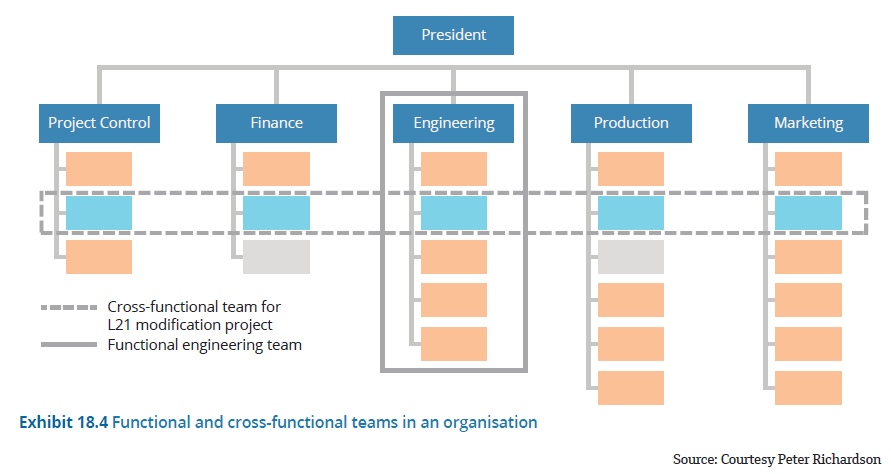 President
Project Control
Finance
Engineering
Production
Marketing
Cross-functional team for
L21 modification project
Functional engineering team
Exhibit 18.4 Functional and cross-functional teams in an organisation
Source: Courtesy Peter Richardson